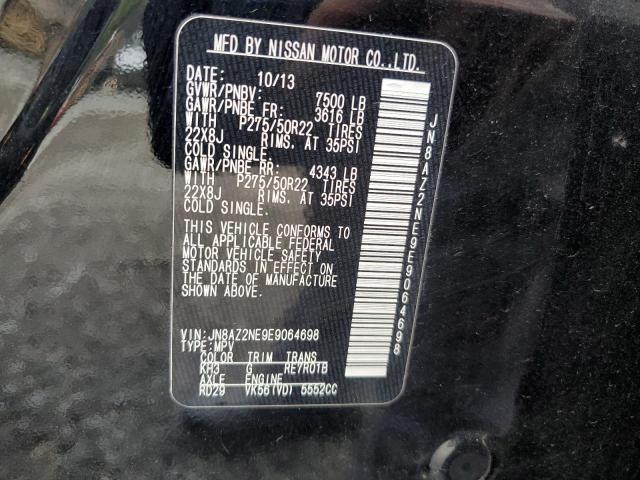 MFD BY NISSAN MOTOR CO.,LTD.
DATE: 10/13
GVWR/PNBV: 7500 LB
GAWR/PNBE FR: 3616 LB
WITH P275/50R22 TIRES
22X8J RIMS. AT 35PSI
COLD SINGLE.
GAWR/PNBE RR: 4343 LB
WITH P275/50R22 TIRES
22X8J RIMS. AT 35PSI
COLD SINGLE.
THIS VEHICLE CONFORMS TO
ALL APPLICABLE FEDERAL
MOTOR VEHICLE SAFETY
STANDARDS IN EFFECT ON
THE DATE OF MANUFACTURE
SHOWN ABOVE.
VIN:JN8AZ2NE9E9064698
TYPE:MPV
COLOR TRIM TRANS
KH3 G RE7R01B
AXLE ENGINE
RD29 VK56(VD) 5552CC
JN8AZ2NE9E9064698